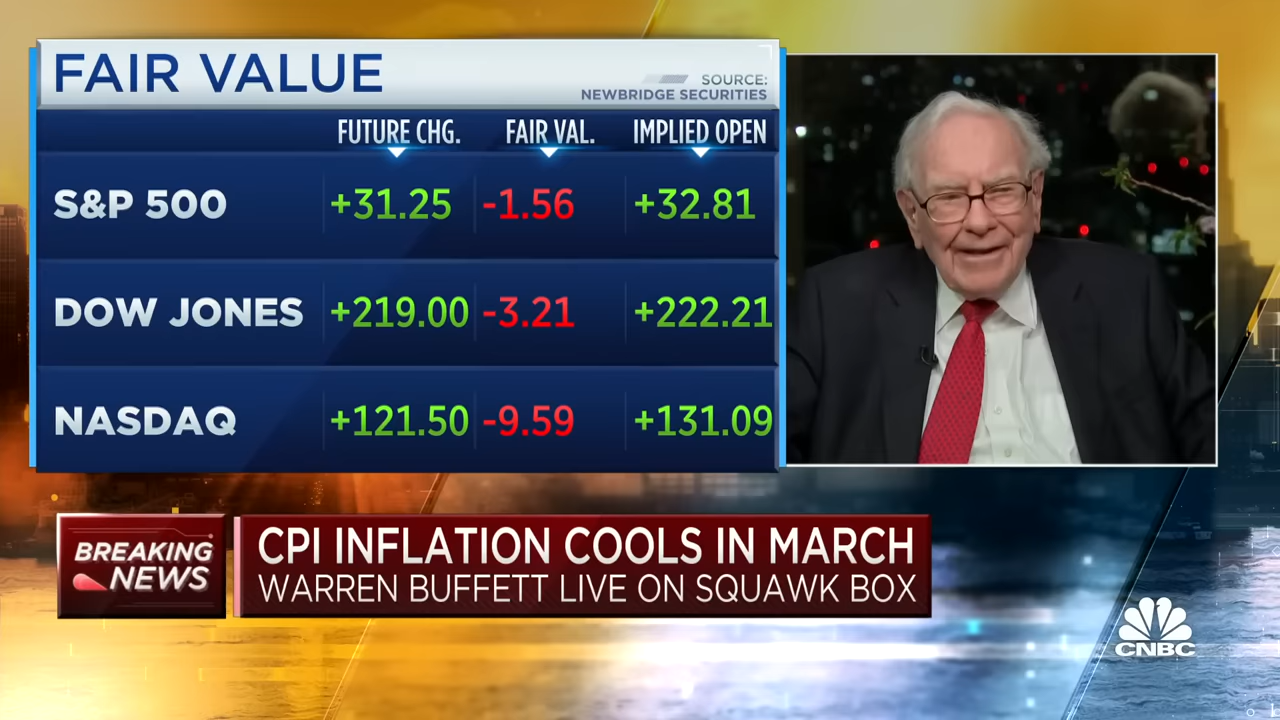 FAIR VALUE
SOURCE:
NEWBRIDGE SECURITIES
FUTURE CHG. FAIR VAL. IMPLIED OPEN
S&P 500 +31.25 -1.56 +32.81
DOW JONES +219.00 -3.21 +222.21
NASDAQ +121.50 -9.59 +131.09
BREAKING
NEWS
CPI INFLATION COOLS IN MARCH
WARREN BUFFETT LIVE ON SQUAWK BOX
CNBC